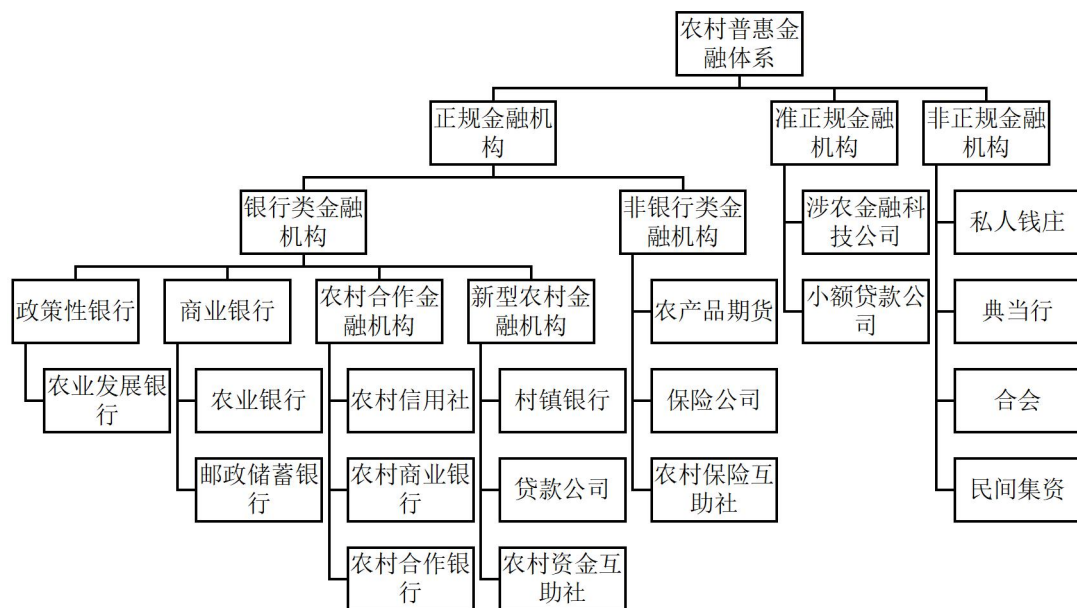 农村普惠金
融体系
正规金融机
构
准正规金融
机构
非正规金融
机构
银行类金融
机构
非银行类金
融机构
涉农金融科
技公司
私人钱庄
政策性银行
商业银行
农村合作金
融机构
新型农村金
融机构
农产品期货
小额贷款公
司
典当行
农业发展银
行
农业银行
农村信用社
村镇银行
保险公司
合会
邮政储蓄银
行
农村商业银
行
贷款公司
农村保险互
助社
民间集资
农村合作银
行
农村资金互
助社